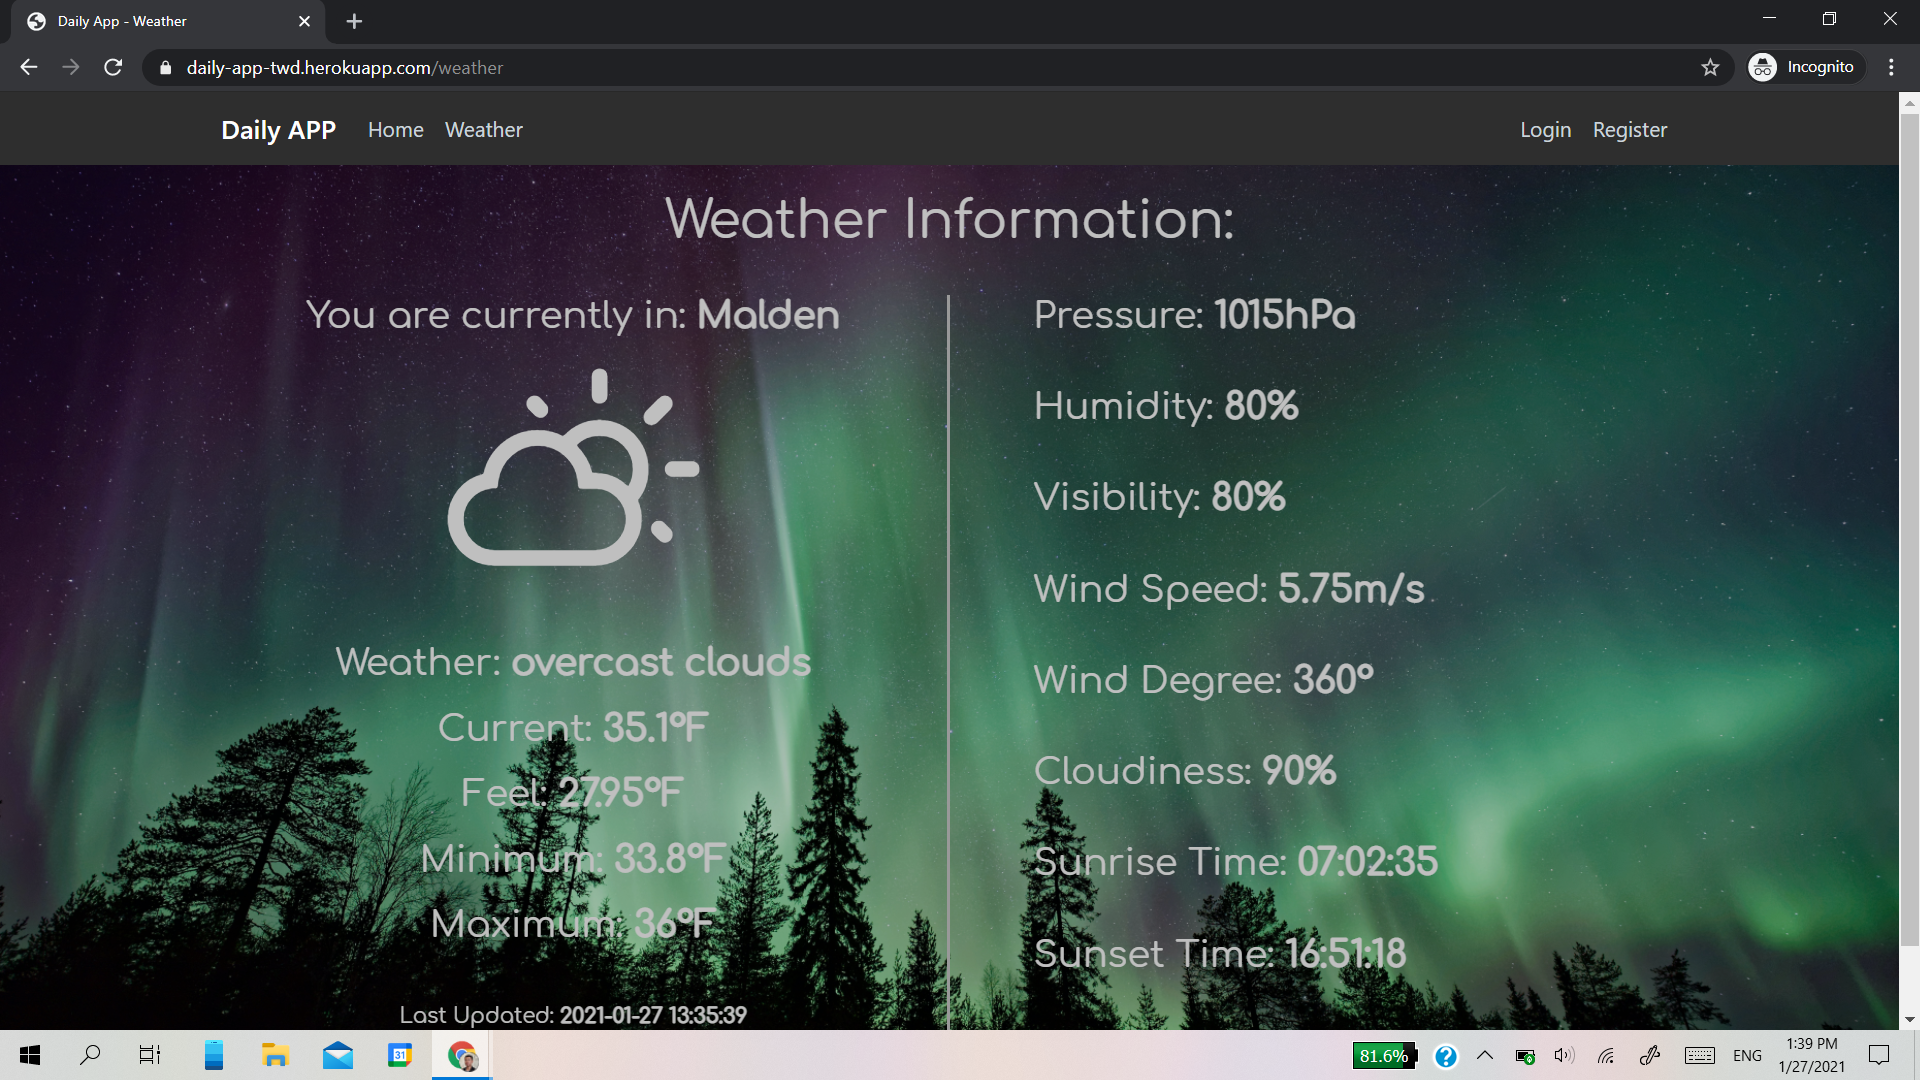 Daily App - Weather
daily-app-twd.herokuapp.com/weather
Incognito
Daily APP Home Weather Login Register
Weather Information:
You are currently in: Malden
Weather: overcast clouds
Current: 35.1°F
Feel: 27.95°F
Minimum: 33.8°F
Maximum: 36°F
Last Updated: 2021-01-27 13:35:39
Pressure: 1015hPa
Humidity: 80%
Visibility: 80%
Wind Speed: 5.75m/s
Wind Degree: 360°
Cloudiness: 90%
Sunrise Time: 07:02:35
Sunset Time: 16:51:18
31
81.6%
ENG
1:39 PM
1/27/2021